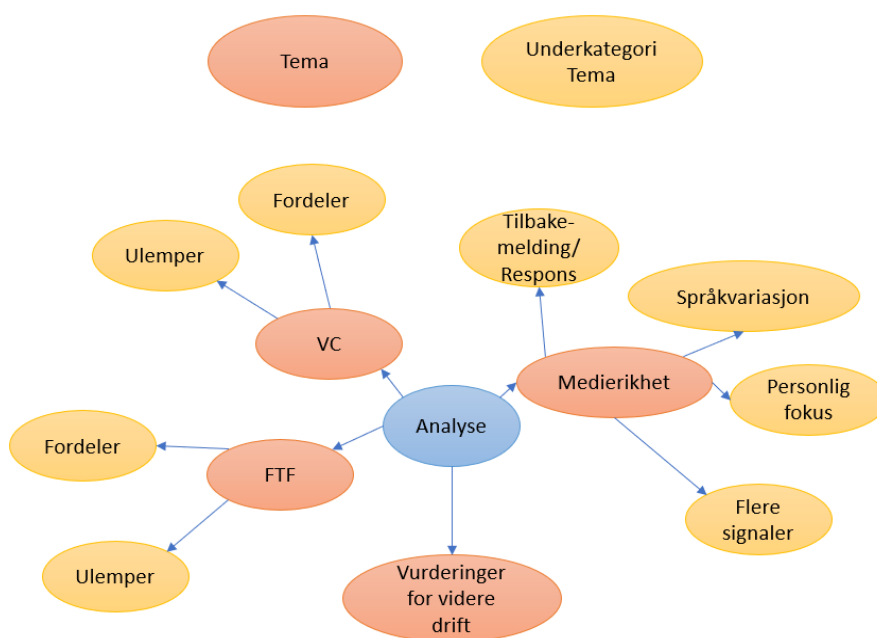 Tema
Underkategori
Tema
Fordeler
Ulemper
Tilbake-
melding/
Respons
Språkvariasjon
VC
Medierikhet
Personlig
fokus
Analyse
Fordeler
FTF
Flere
signaler
Ulemper
Vurderinger
for videre
drift